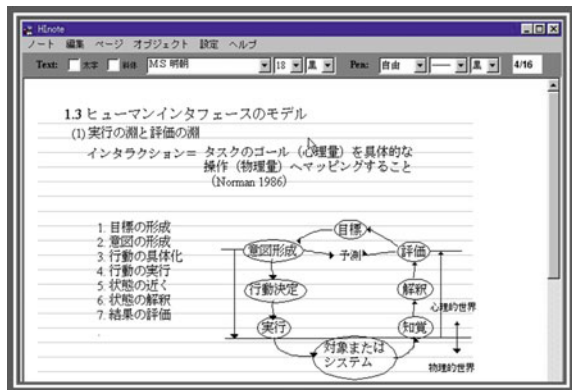 HInote
ノート 編集 ページ オブジェクト 設定 ヘルプ
Text: 太字 斜体 MS 明朝 18 黒 Pen: 自由 黒 4/16
1.3 ヒューマンインタフェースのモデル
(1) 実行の淵と評価の淵
インタラクション= タスクのゴール (心理量) を具体的な
操作 (物理量) へマッピングすること
(Norman 1986)
1. 目標の形成
2. 意図の形成
3. 行動の具体化
4. 行動の実行
5. 状態の近く
6. 状態の解釈
7. 結果の評価
目標
意図形成
予測
評価
行動決定
解釈
心理的世界
実行
知覚
対象または
システム
物理的世界